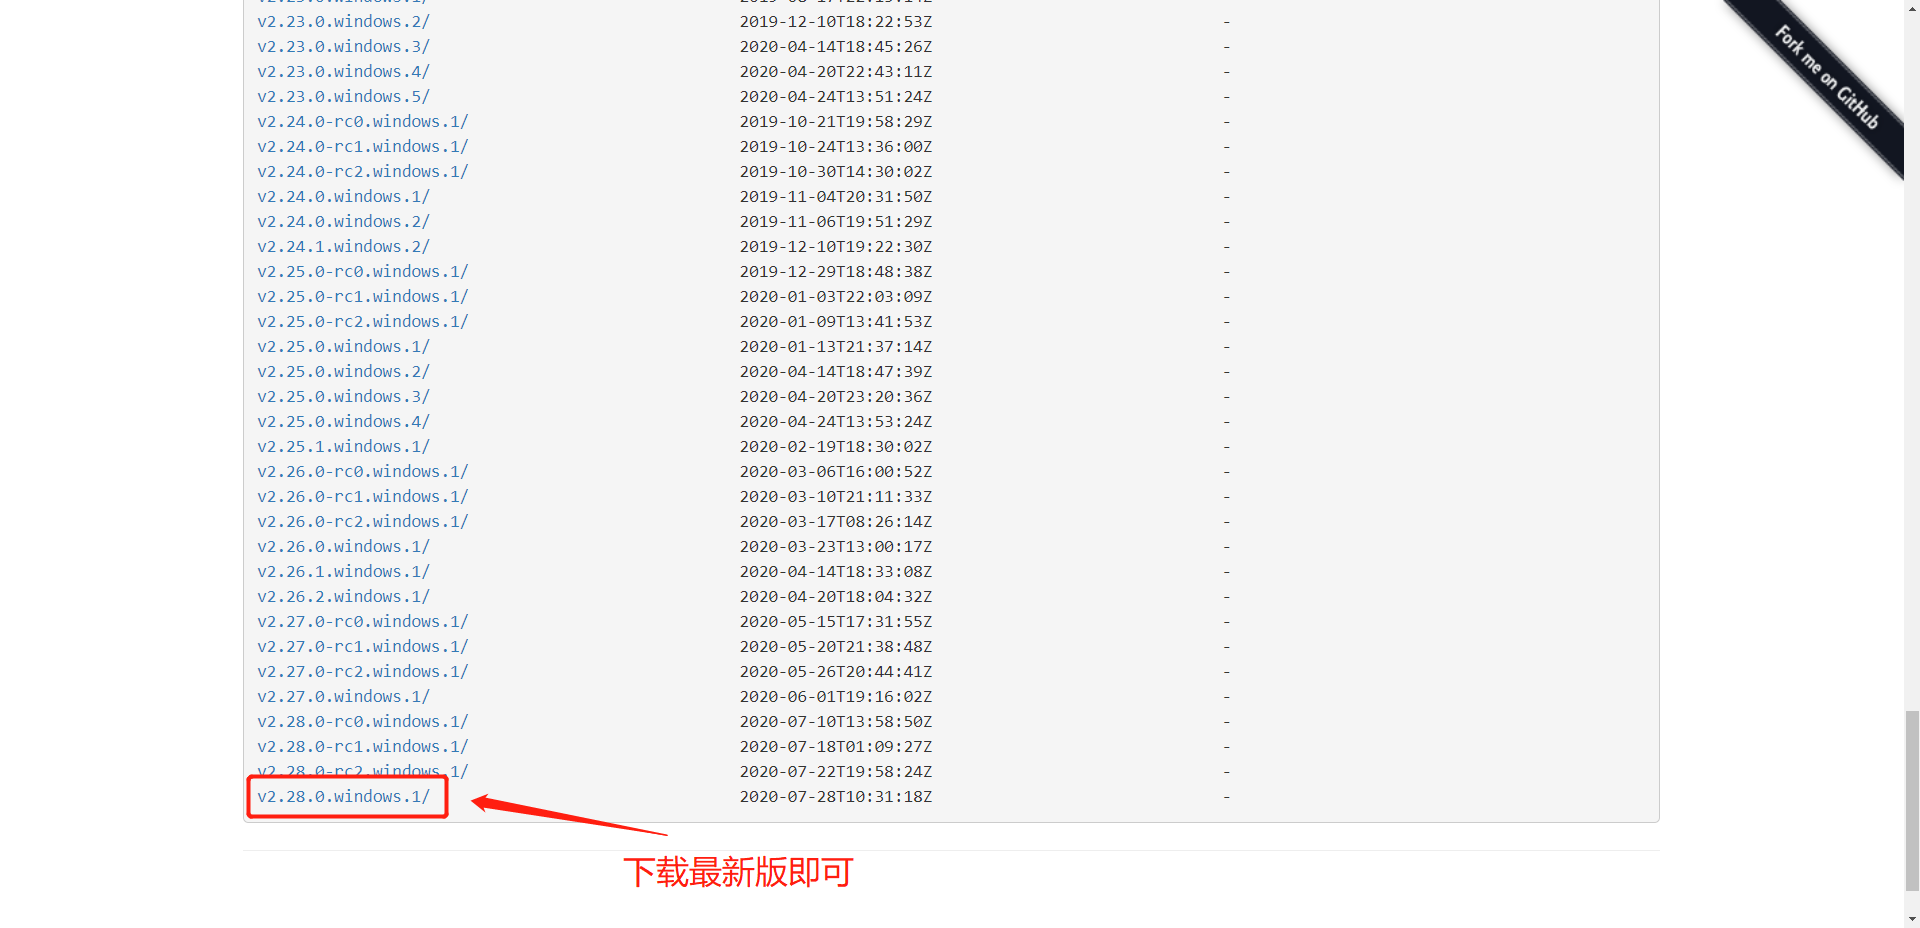 v2.23.0.windows.2/ 2019-12-10T18:22:53Z -
v2.23.0.windows.3/ 2020-04-14T18:45:26Z -
v2.23.0.windows.4/ 2020-04-20T22:43:11Z -
v2.23.0.windows.5/ 2020-04-24T13:51:24Z -
v2.24.0-rc0.windows.1/ 2019-10-21T19:58:29Z -
v2.24.0-rc1.windows.1/ 2019-10-24T13:36:00Z -
v2.24.0-rc2.windows.1/ 2019-10-30T14:30:02Z -
v2.24.0.windows.1/ 2019-11-04T20:31:50Z -
v2.24.0.windows.2/ 2019-11-06T19:51:29Z -
v2.24.1.windows.2/ 2019-12-10T19:22:30Z -
v2.25.0-rc0.windows.1/ 2019-12-29T18:48:38Z -
v2.25.0-rc1.windows.1/ 2020-01-03T22:03:09Z -
v2.25.0-rc2.windows.1/ 2020-01-09T13:41:53Z -
v2.25.0.windows.1/ 2020-01-13T21:37:14Z -
v2.25.0.windows.2/ 2020-04-14T18:47:39Z -
v2.25.0.windows.3/ 2020-04-20T23:20:36Z -
v2.25.0.windows.4/ 2020-04-24T13:53:24Z -
v2.25.1.windows.1/ 2020-02-19T18:30:02Z -
v2.26.0-rc0.windows.1/ 2020-03-06T16:00:52Z -
v2.26.0-rc1.windows.1/ 2020-03-10T21:11:33Z -
v2.26.0-rc2.windows.1/ 2020-03-17T08:26:14Z -
v2.26.0.windows.1/ 2020-03-23T13:00:17Z -
v2.26.1.windows.1/ 2020-04-14T18:33:08Z -
v2.26.2.windows.1/ 2020-04-20T18:04:32Z -
v2.27.0-rc0.windows.1/ 2020-05-15T17:31:55Z -
v2.27.0-rc1.windows.1/ 2020-05-20T21:38:48Z -
v2.27.0-rc2.windows.1/ 2020-05-26T20:44:41Z -
v2.27.0.windows.1/ 2020-06-01T19:16:02Z -
v2.28.0-rc0.windows.1/ 2020-07-10T13:58:50Z -
v2.28.0-rc1.windows.1/ 2020-07-18T01:09:27Z -
v2.28.0-rc2.windows.1/ 2020-07-22T19:58:24Z -
v2.28.0.windows.1/ 2020-07-28T10:31:18Z -
下载最新版即可
Fork me on GitHub